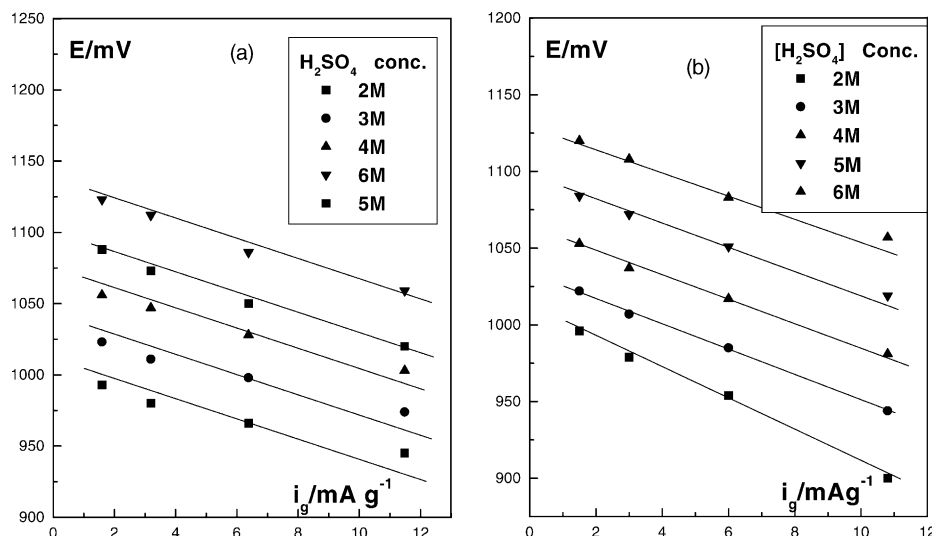 E/mV
(a)
H₂SO₄ conc.
2M
3M
4M
6M
5M
1250
1200
1150
1100
1050
1000
950
900
0 2 4 6 8 10 12
i_g/mA g⁻¹
E/mV
(b)
[H₂SO₄] Conc.
2M
3M
4M
5M
6M
1200
1150
1100
1050
1000
950
900
0 2 4 6 8 10 12
i_g/mAg⁻¹